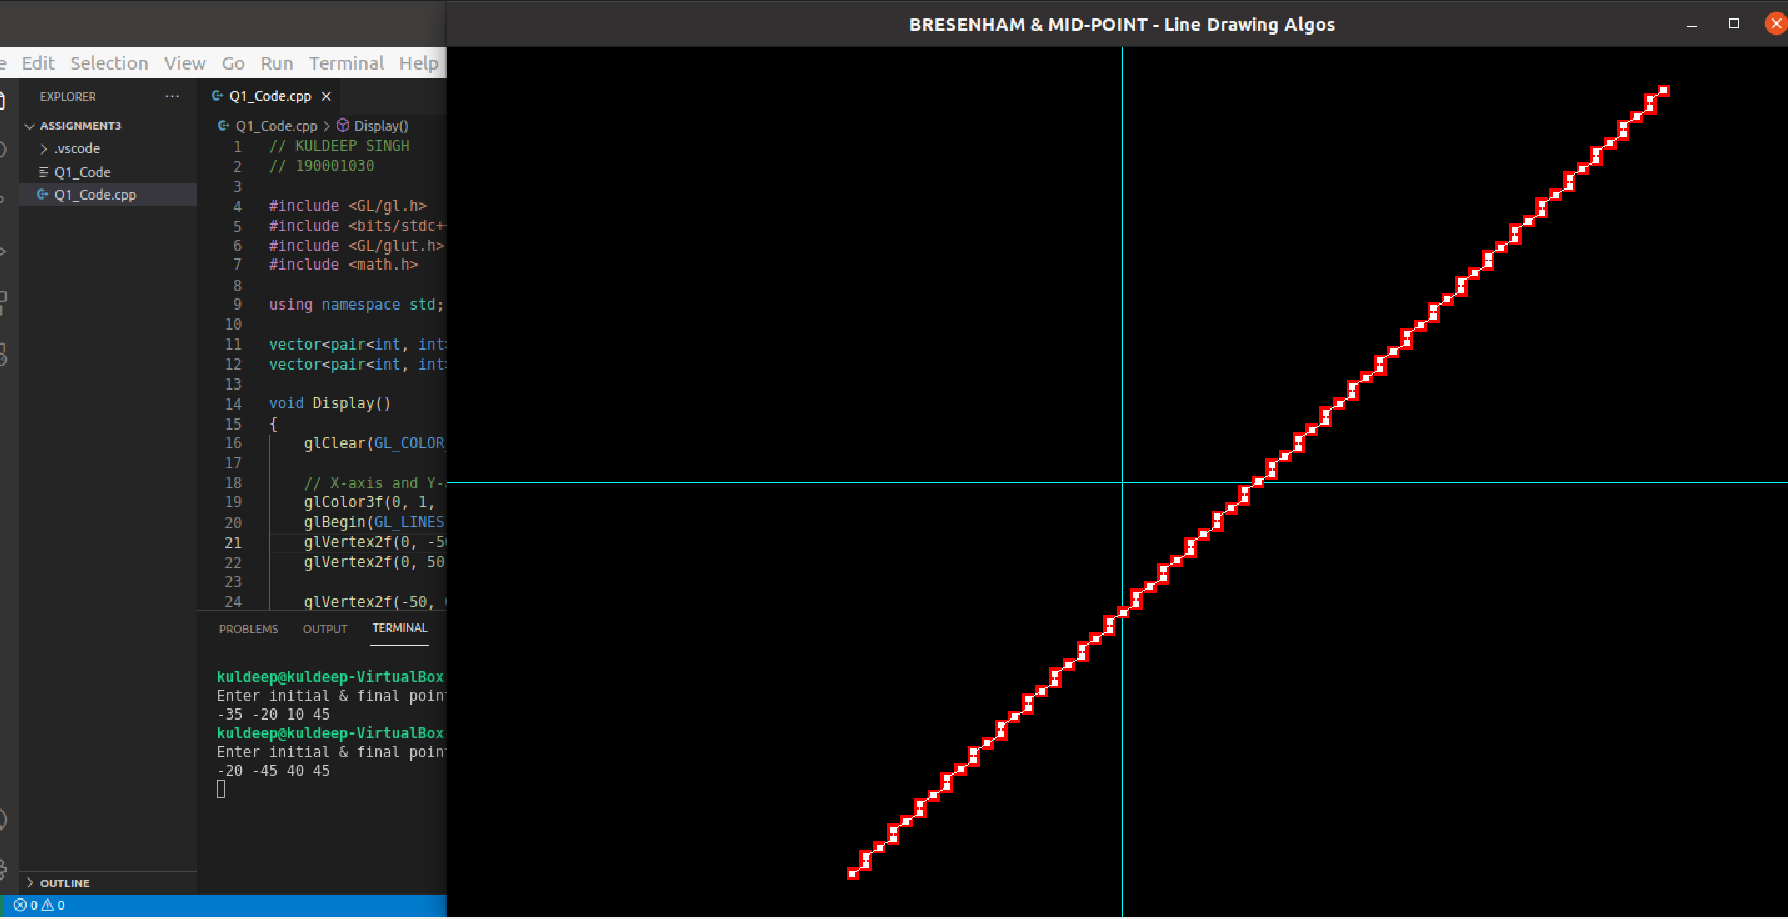 BRESENHAM & MID-POINT - Line Drawing Algos
Edit Selection View Go Run Terminal Help
EXPLORER ...
ASSIGNMENT3
.vscode
Q1_Code
Q1_Code.cpp
OUTLINE
Q1_Code.cpp
Q1_Code.cpp > Display()
1 // KULDEEP SINGH
2 // 190001030
3
4 #include <GL/gl.h>
5 #include <bits/stdc+
6 #include <GL/glut.h>
7 #include <math.h>
8
9 using namespace std;
10
11 vector<pair<int, int
12 vector<pair<int, int
13
14 void Display()
15 {
16 glClear(GL_COLOR
17
18 // X-axis and Y-
19 glColor3f(0, 1,
20 glBegin(GL_LINES
21 glVertex2f(0, -50
22 glVertex2f(0, 50
23
24 glVertex2f(-50,
PROBLEMS OUTPUT TERMINAL
kuldeep@kuldeep-VirtualBox
Enter initial & final point
-35 -20 10 45
kuldeep@kuldeep-VirtualBox
Enter initial & final point
-20 -45 40 45
0 0